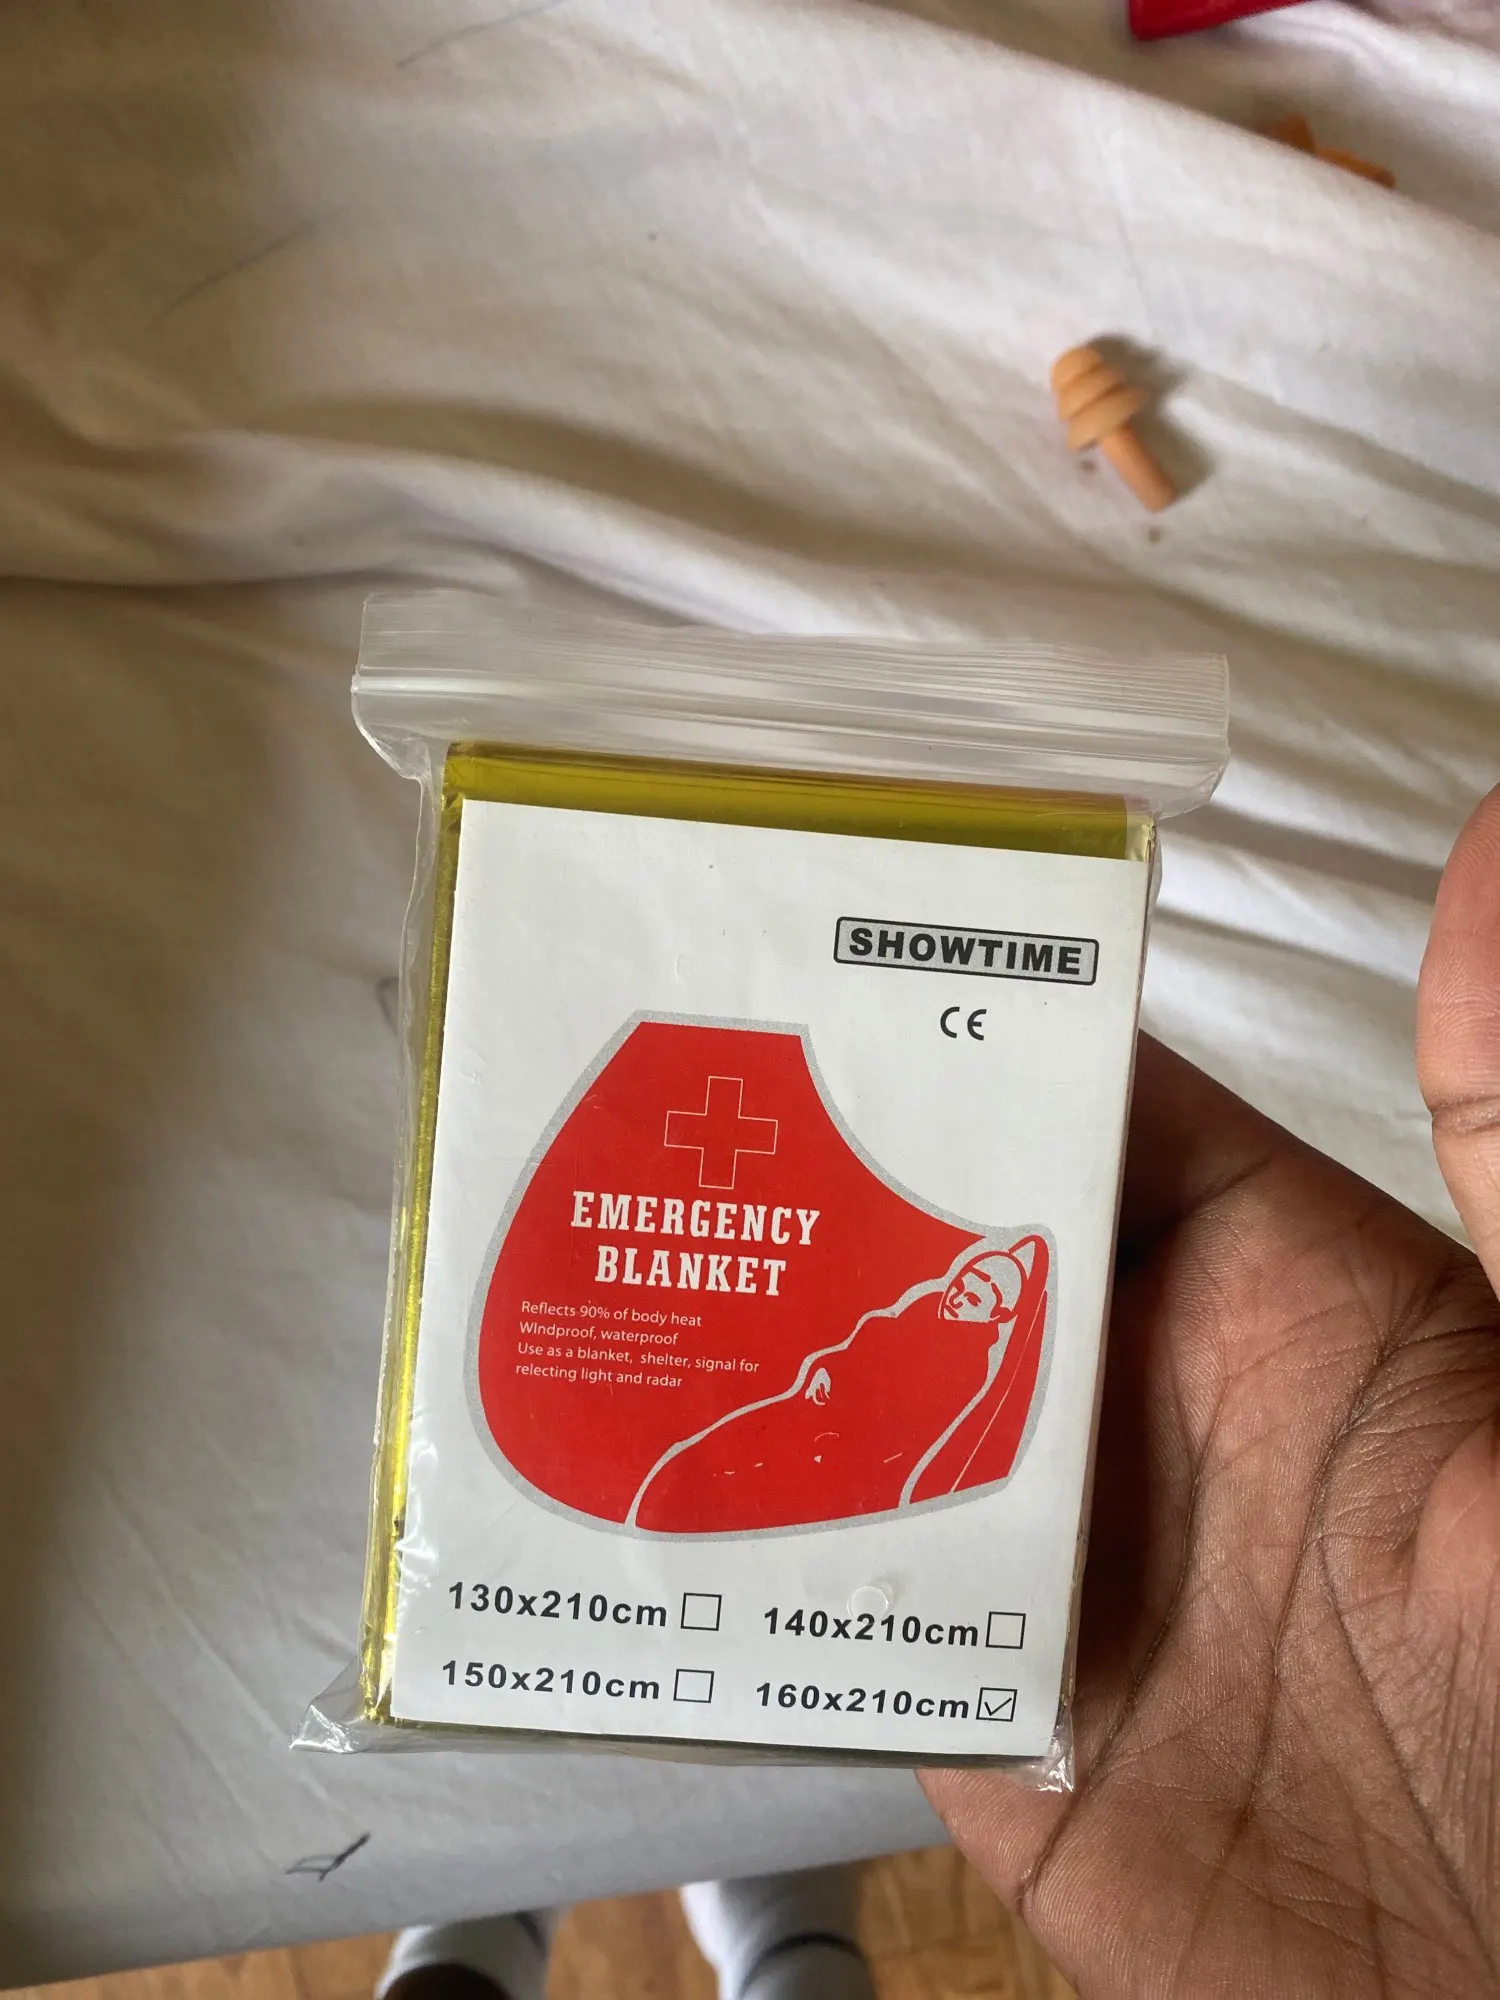 SHOWTIME
CE
EMERGENCY
BLANKET
Reflects 90% of body heat
WIndproof, waterproof
Use as a blanket, shelter, signal for
relecting light and radar
130x210cm
140x210cm
150x210cm
160x210cm